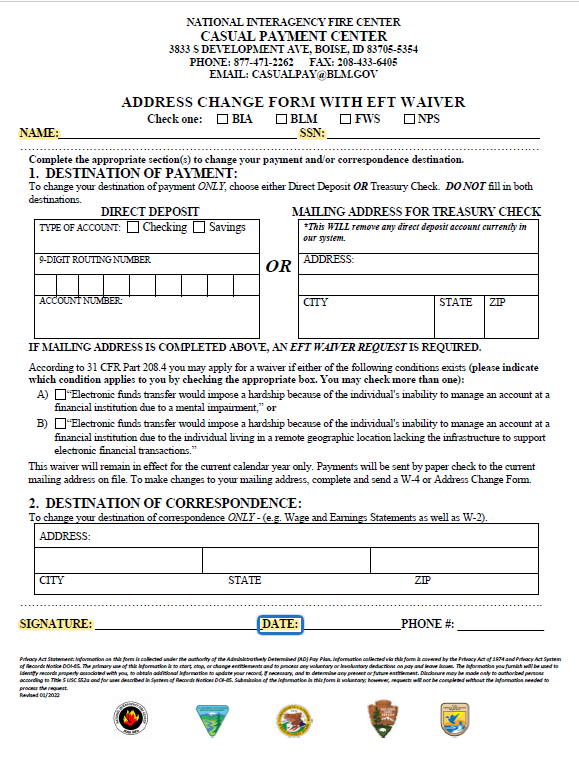 NATIONAL INTERAGENCY FIRE CENTER
CASUAL PAYMENT CENTER
3833 S DEVELOPMENT AVE, BOISE, ID 83705-5354
PHONE: 877-471-2262 FAX: 208-433-6405
EMAIL: CASUALPAY@BLM.GOV
ADDRESS CHANGE FORM WITH EFT WAIVER
Check one: ☐ BIA ☐ BLM ☐ FWS ☐ NPS
NAME: SSN:
Complete the appropriate section(s) to change your payment and/or correspondence destination.
1. DESTINATION OF PAYMENT:
To change your destination of payment ONLY, choose either Direct Deposit OR Treasury Check. DO NOT fill in both
destinations.
DIRECT DEPOSIT
TYPE OF ACCOUNT: ☐ Checking ☐ Savings
9-DIGIT ROUTING NUMBER
ACCOUNT NUMBER:
OR
MAILING ADDRESS FOR TREASURY CHECK
*This WILL remove any direct deposit account currently in
our system.
ADDRESS:
CITY STATE ZIP
IF MAILING ADDRESS IS COMPLETED ABOVE, AN EFT WAIVER REQUEST IS REQUIRED.
According to 31 CFR Part 208.4 you may apply for a waiver if either of the following conditions exists (please indicate
which condition applies to you by checking the appropriate box. You may check more than one):
A) ☐ “Electronic funds transfer would impose a hardship because of the individual's inability to manage an account at a
financial institution due to a mental impairment,” or
B) ☐ “Electronic funds transfer would impose a hardship because of the individual's inability to manage an account at a
financial institution due to the individual living in a remote geographic location lacking the infrastructure to support
electronic financial transactions.”
This waiver will remain in effect for the current calendar year only. Payments will be sent by paper check to the current
mailing address on file. To make changes to your mailing address, complete and send a W-4 or Address Change Form.
2. DESTINATION OF CORRESPONDENCE:
To change your destination of correspondence ONLY - (e.g. Wage and Earnings Statements as well as W-2).
ADDRESS:
CITY STATE ZIP
SIGNATURE: DATE: PHONE #:
Privacy Act Statement: Information on this form is collected under the authority of the Administratively Determined (AD) Pay Plan. Information collected via this form is covered by the Privacy Act of 1974 and Privacy Act System
of Records Notice DOI-85. The primary use of this information is to start, stop, or change entitlements and to process any voluntary or involuntary deductions on pay and leave issues. The information you furnish will be used to
identify records properly associated with you, to obtain additional information to update your record, if necessary, and to determine any present or future entitlement. Disclosure may be made only to authorized persons
according to Title 5 USC 552a and for uses described in System of Records Notices DOI-85. Submission of the information in this form is voluntary; however, requests will not be completed without the information needed to
process the request.
Revised 01/2022